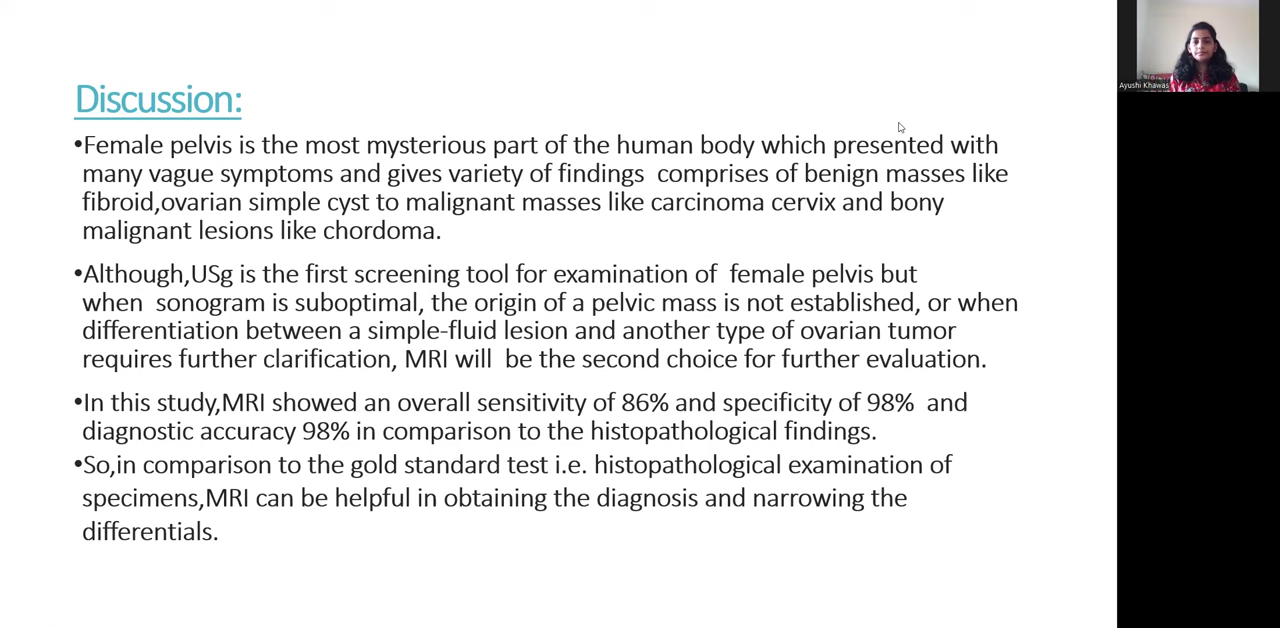 Discussion:
•Female pelvis is the most mysterious part of the human body which presented with
many vague symptoms and gives variety of findings comprises of benign masses like
fibroid,ovarian simple cyst to malignant masses like carcinoma cervix and bony
malignant lesions like chordoma.
•Although,USg is the first screening tool for examination of female pelvis but
when sonogram is suboptimal, the origin of a pelvic mass is not established, or when
differentiation between a simple-fluid lesion and another type of ovarian tumor
requires further clarification, MRI will be the second choice for further evaluation.
•In this study,MRI showed an overall sensitivity of 86% and specificity of 98% and
diagnostic accuracy 98% in comparison to the histopathological findings.
•So,in comparison to the gold standard test i.e. histopathological examination of
specimens,MRI can be helpful in obtaining the diagnosis and narrowing the
differentials.
Ayushi Khawas